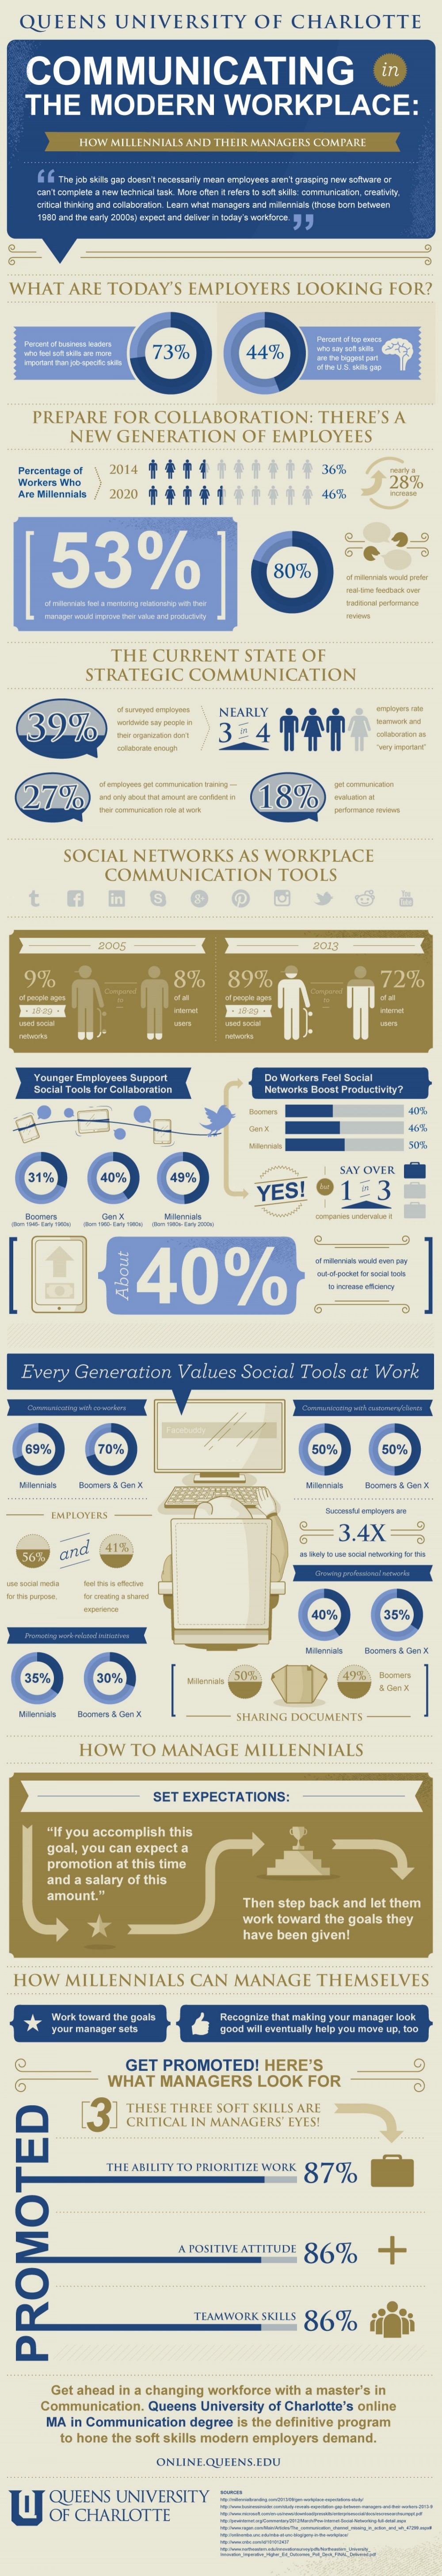 QUEENS UNIVERSITY OF CHARLOTTE
COMMUNICATING in
THE MODERN WORKPLACE:
HOW MILLENNIALS AND THEIR MANAGERS COMPARE
“ The job skills gap doesn't necessarily mean employees aren't grasping new software or
can't complete a new technical task. More often it refers to soft skills: communication, creativity,
critical thinking and collaboration. Learn what managers and millennials (those born between
1980 and the early 2000s) expect and deliver in today's workforce. ”
WHAT ARE TODAY'S EMPLOYERS LOOKING FOR?
Percent of business leaders
who feel soft skills are more
important than job-specific skills
73%
44%
Percent of top execs
who say soft skills
are the biggest part
of the U.S. skills gap
PREPARE FOR COLLABORATION: THERE'S A
NEW GENERATION OF EMPLOYEES
Percentage of
Workers Who
Are Millennials
2014 36%
2020 46%
nearly a
28%
increase
53%
of millennials feel a mentoring relationship with their
manager would improve their value and productivity
80%
of millennials would prefer
real-time feedback over
traditional performance
reviews
THE CURRENT STATE OF
STRATEGIC COMMUNICATION
39%
of surveyed employees
worldwide say people in
their organization don't
collaborate enough
NEARLY
3 in 4
employers rate
teamwork and
collaboration as
"very important"
27%
of employees get communication training —
and only about that amount are confident in
their communication role at work
18%
get communication
evaluation at
performance reviews
SOCIAL NETWORKS AS WORKPLACE
COMMUNICATION TOOLS
2005
9%
of people ages
• 18-29 •
used social
networks
Compared
to
8%
of all
internet
users
2013
89%
of people ages
• 18-29 •
used social
networks
Compared
to
72%
of all
internet
users
Younger Employees Support
Social Tools for Collaboration
31%
Boomers
(Born 1946- Early 1960s)
40%
Gen X
(Born 1960- Early 1980s)
49%
Millennials
(Born 1980s- Early 2000s)
Do Workers Feel Social
Networks Boost Productivity?
Boomers 40%
Gen X 46%
Millennials 50%
YES!
but
SAY OVER
1 in 3
companies undervalue it
About
40%
of millennials would even pay
out-of-pocket for social tools
to increase efficiency
Every Generation Values Social Tools at Work
Communicating with co-workers
69%
Millennials
70%
Boomers & Gen X
Facebuddy
Communicating with customers/clients
50%
Millennials
50%
Boomers & Gen X
EMPLOYERS
56%
and
41%
use social media
for this purpose,
feel this is effective
for creating a shared
experience
Successful employers are
3.4X
as likely to use social networking for this
Growing professional networks
40%
Millennials
35%
Boomers & Gen X
Promoting work-related initiatives
35%
Millennials
30%
Boomers & Gen X
Millennials 50%
49% Boomers
& Gen X
SHARING DOCUMENTS
HOW TO MANAGE MILLENNIALS
SET EXPECTATIONS:
“If you accomplish this
goal, you can expect a
promotion at this time
and a salary of this
amount.”
Then step back and let them
work toward the goals they
have been given!
HOW MILLENNIALS CAN MANAGE THEMSELVES
Work toward the goals
your manager sets
Recognize that making your manager look
good will eventually help you move up, too
GET PROMOTED! HERE'S
WHAT MANAGERS LOOK FOR
[3] THESE THREE SOFT SKILLS ARE
CRITICAL IN MANAGERS' EYES!
PROMOTED
THE ABILITY TO PRIORITIZE WORK 87%
A POSITIVE ATTITUDE 86%
TEAMWORK SKILLS 86%
Get ahead in a changing workforce with a master's in
Communication. Queens University of Charlotte's online
MA in Communication degree is the definitive program
to hone the soft skills modern employers demand.
ONLINE.QUEENS.EDU
QUEENS UNIVERSITY
OF CHARLOTTE
SOURCES